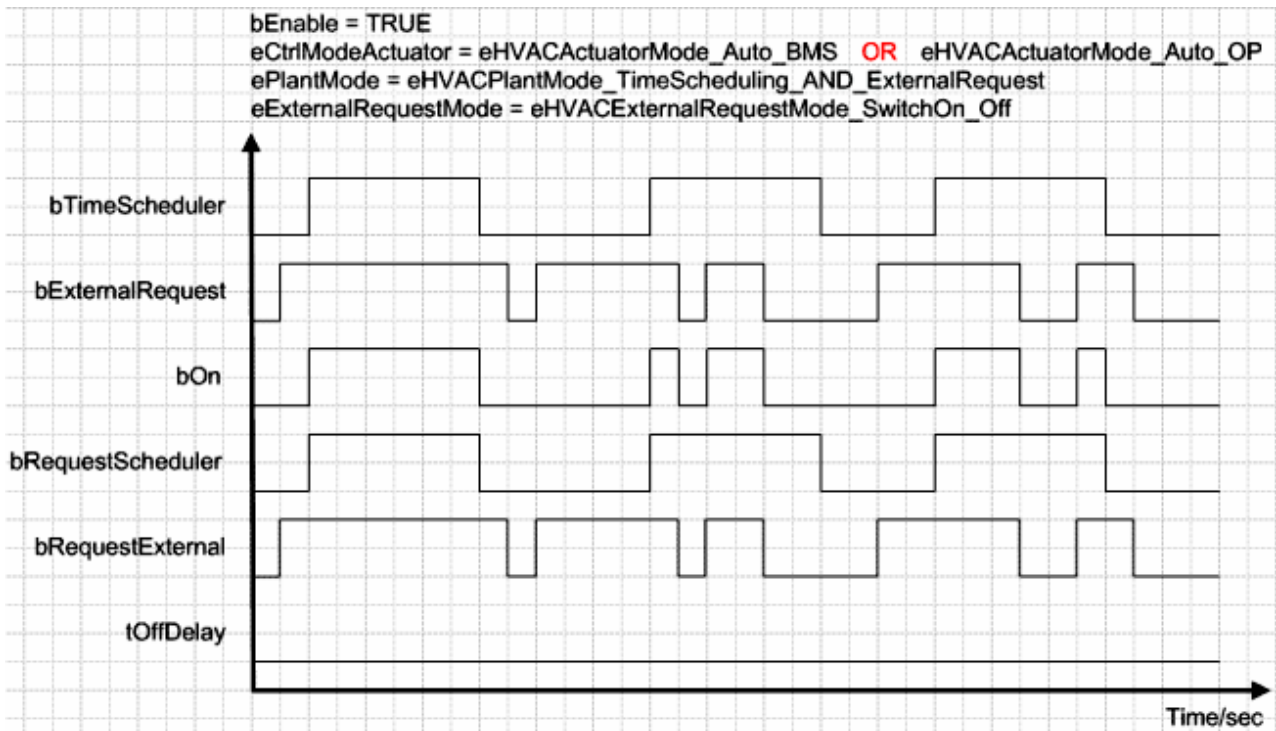 bEnable = TRUE
eCtrlModeActuator = eHVACActuatorMode_Auto_BMS OR eHVACActuatorMode_Auto_OP
ePlantMode = eHVACPlantMode_TimeScheduling_AND_ExternalRequest
eExternalRequestMode = eHVACExternalRequestMode_SwitchOn_Off
bTimeScheduler
bExternalRequest
bOn
bRequestScheduler
bRequestExternal
tOffDelay
Time/sec